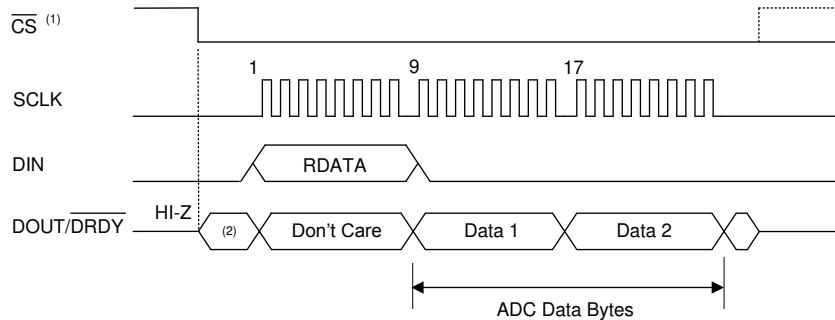 CS (1)
1 9 17
SCLK
DIN RDATA
DOUT/DRDY HI-Z (2) Don't Care Data 1 Data 2
ADC Data Bytes